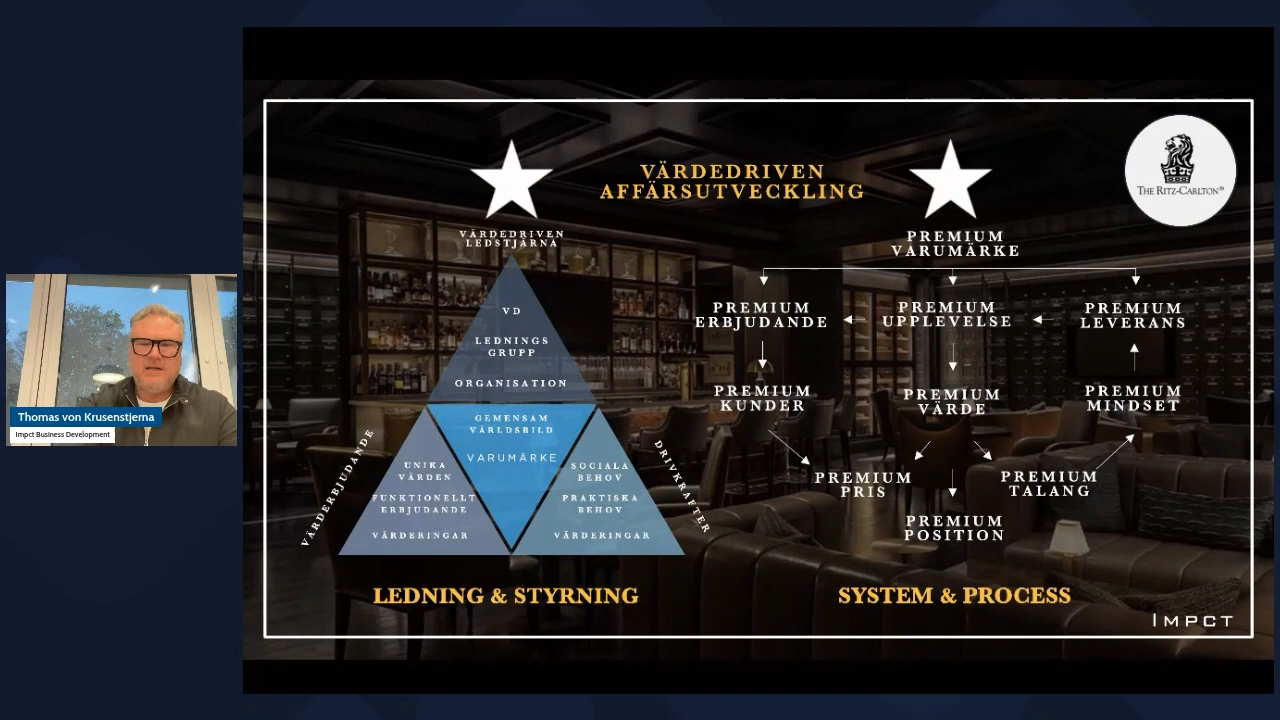 VÄRDEDRIVEN
AFFÄRSUTVECKLING
THE RITZ-CARLTON®
VÄRDEDRIVEN
LEDSTJÄRNA
VD
LEDNINGS
GRUPP
ORGANISATION
GEMENSAM
VÄRLDSBILD
VARUMÄRKE
UNIKA
VÄRDEN
FUNKTIONELLT
ERBJUDANDE
VÄRDERINGAR
SOCIALA
BEHOV
PRAKTISKA
BEHOV
VÄRDERINGAR
VÄRDERBJUDANDE
DRIVKRAFTER
LEDNING & STYRNING
PREMIUM
VARUMÄRKE
PREMIUM
ERBJUDANDE
PREMIUM
UPPLEVELSE
PREMIUM
LEVERANS
PREMIUM
KUNDER
PREMIUM
VÄRDE
PREMIUM
MINDSET
PREMIUM
PRIS
PREMIUM
TALANG
PREMIUM
POSITION
SYSTEM & PROCESS
IMPCT
Thomas von Krusenstjerna
Impct Business Development